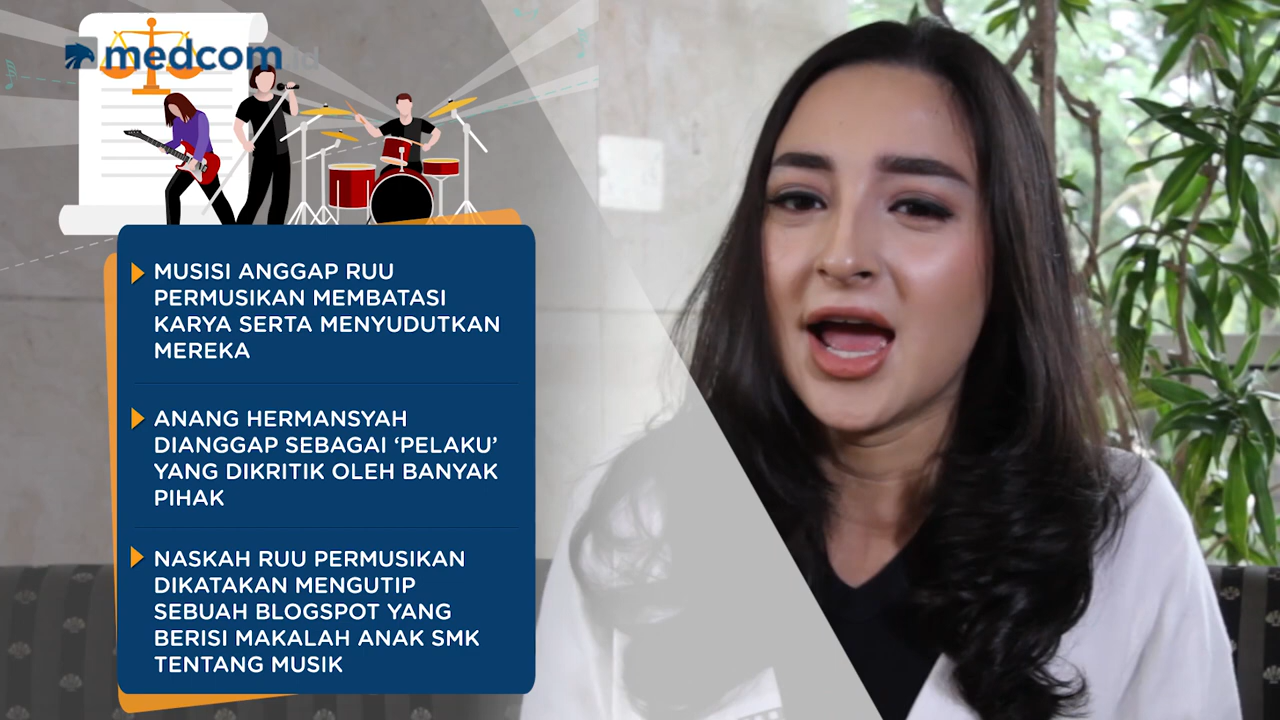 medcom.id
MUSISI ANGGAP RUU
PERMUSIKAN MEMBATASI
KARYA SERTA MENYUDUTKAN
MEREKA
ANANG HERMANSYAH
DIANGGAP SEBAGAI ‘PELAKU’
YANG DIKRITIK OLEH BANYAK
PIHAK
NASKAH RUU PERMUSIKAN
DIKATAKAN MENGUTIP
SEBUAH BLOGSPOT YANG
BERISI MAKALAH ANAK SMK
TENTANG MUSIK